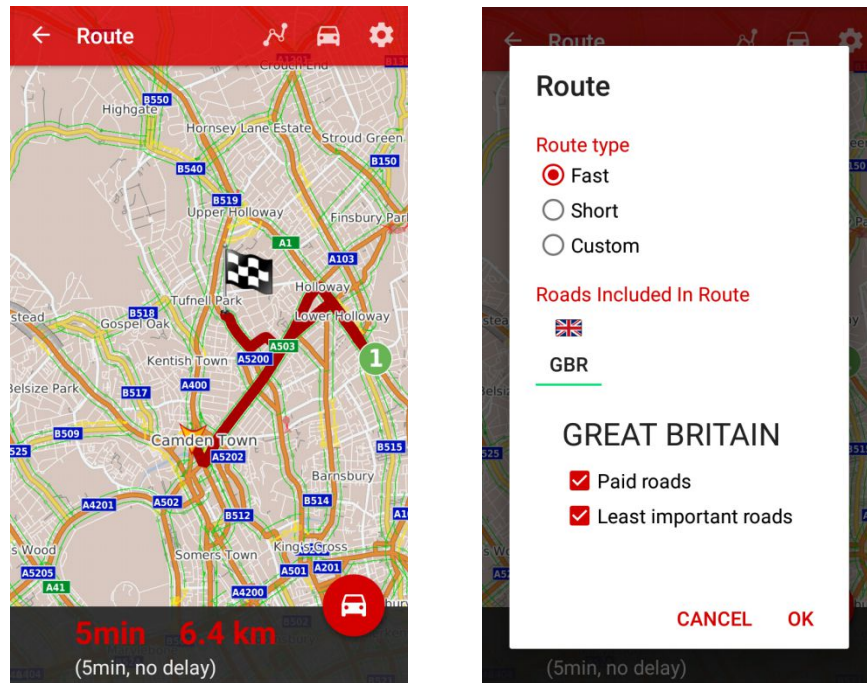 Route
Crouch End
B550
Highgate
Hornsey Lane Estate
Stroud Green
B150
B540
B519
Upper Holloway
Finsbury Par
A1
A103
Tufnell Park
Holloway
stead
B518
Gospel Oak
Lower Holloway
A503
Kentish Town
A5200
1
Belsize Park
B517
A400
B509
Camden Town
525
A5202
B515
Barnsbury
A4201
A502
B514
B512
A1
's Wood
Somers Town
King's Cross
A5205
A501
A201
A41
A4200
5min 6.4 km
(5min, no delay)
Route
Route
Route type
Fast
Short
Custom
Roads Included In Route
GBR
GREAT BRITAIN
Paid roads
Least important roads
CANCEL OK
(5min, no delay)